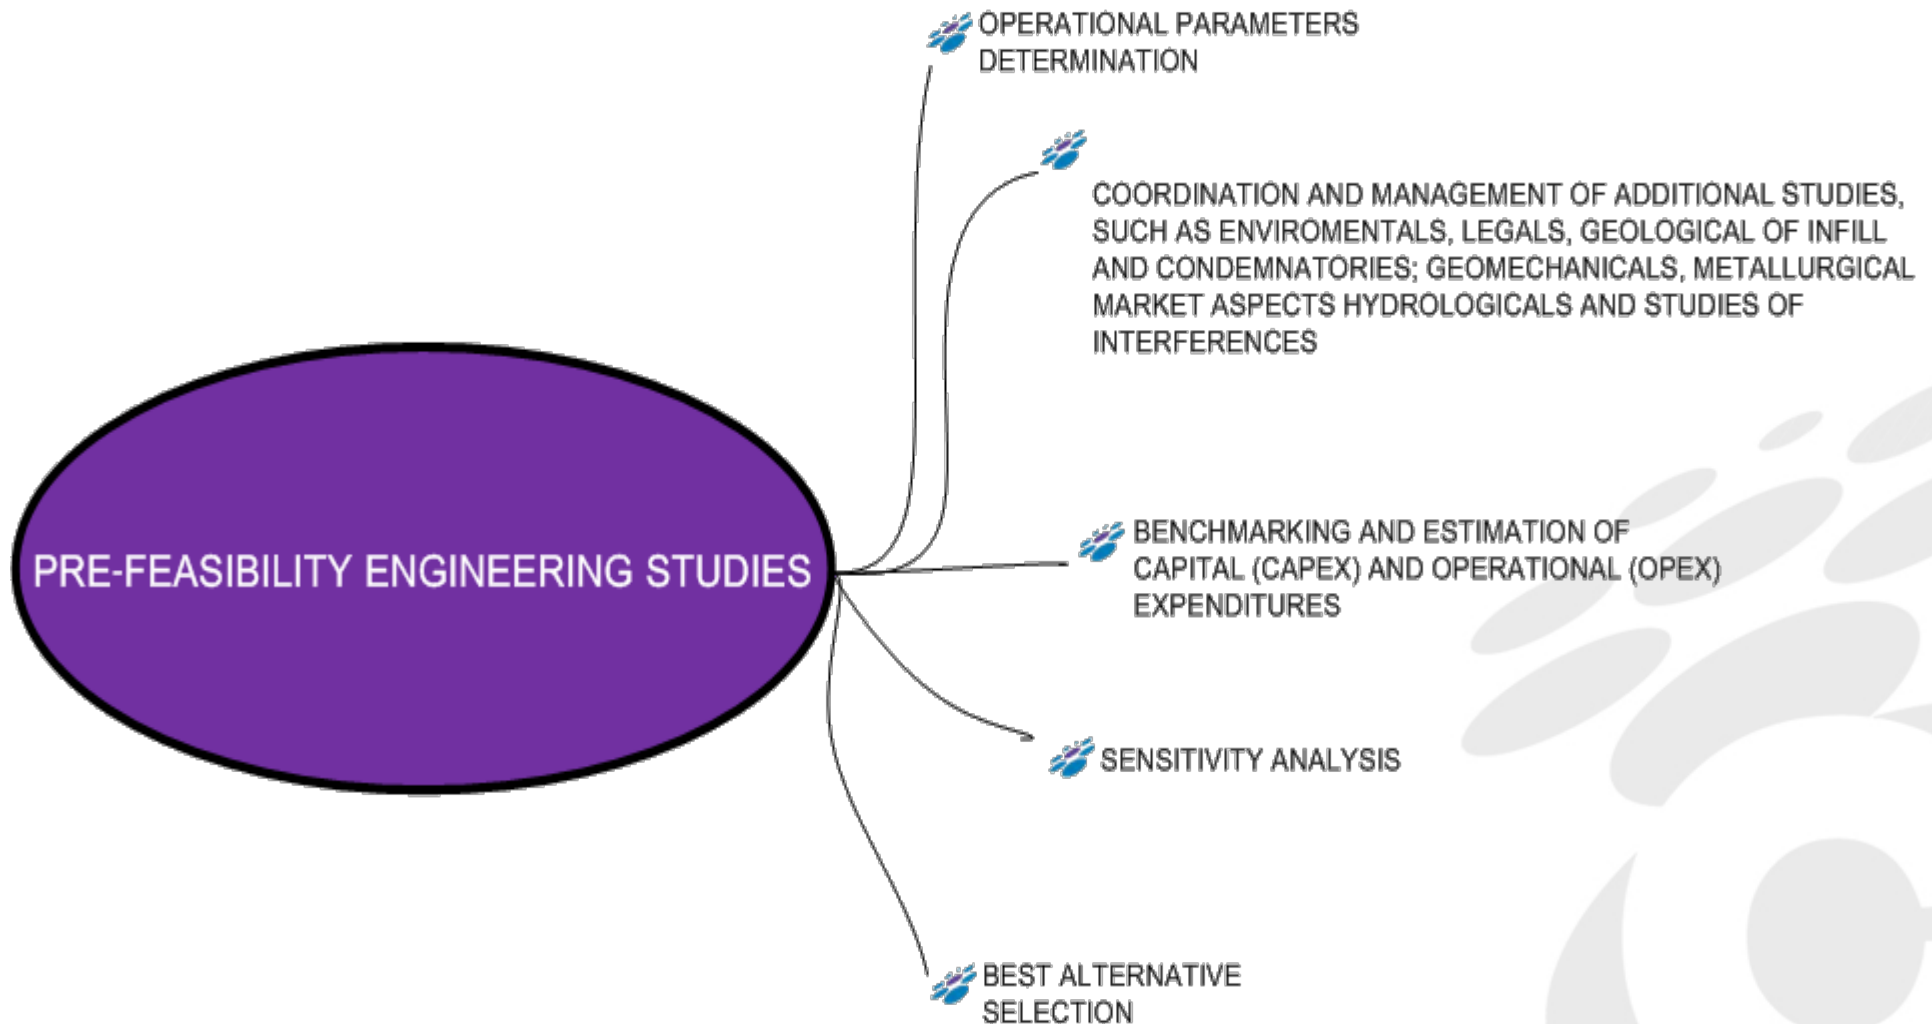 OPERATIONAL PARAMETERS
DETERMINATION
COORDINATION AND MANAGEMENT OF ADDITIONAL STUDIES,
SUCH AS ENVIROMENTALS, LEGALS, GEOLOGICAL OF INFILL
AND CONDEMNATORIES; GEOMECHANICALS, METALLURGICAL
MARKET ASPECTS HYDROLOGICALS AND STUDIES OF
INTERFERENCES
PRE-FEASIBILITY ENGINEERING STUDIES
BENCHMARKING AND ESTIMATION OF
CAPITAL (CAPEX) AND OPERATIONAL (OPEX)
EXPENDITURES
SENSITIVITY ANALYSIS
BEST ALTERNATIVE
SELECTION